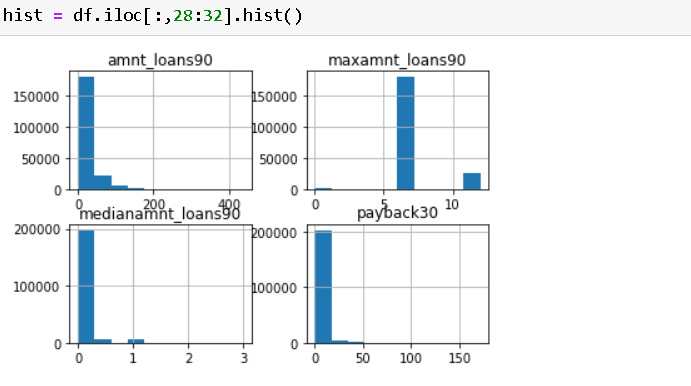 hist = df.iloc[:,28:32].hist()
amnt_loans90 maxamnt_loans90
150000 150000
100000 100000
50000 50000
0 0
0 200 400 0 5 10
medianamnt_loans90 payback30
200000 200000
100000 100000
0 0
0 1 2 3 0 50 100 150